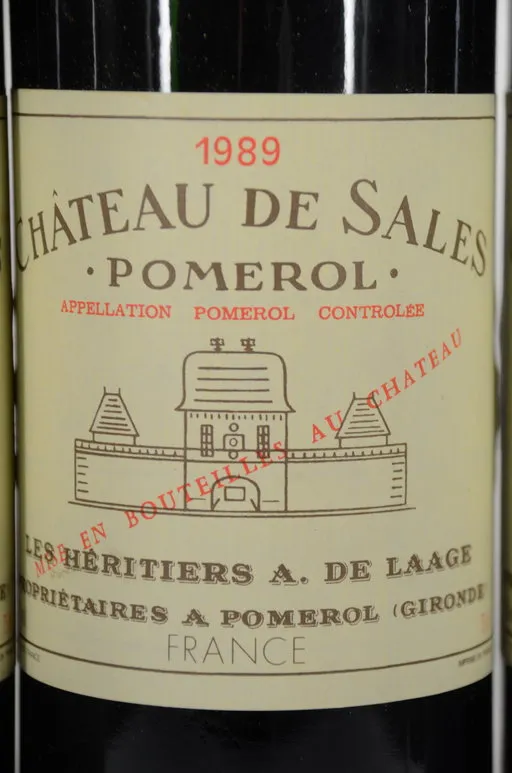 1989
CHÂTEAU DE SALES
·POMEROL·
APPELLATION POMEROL CONTROLÉE
MISE EN BOUTEILLES AU CHATEAU
LES HÉRITIERS A. DE LAAGE
PROPRIÉTAIRES A POMEROL (GIRONDE
FRANCE